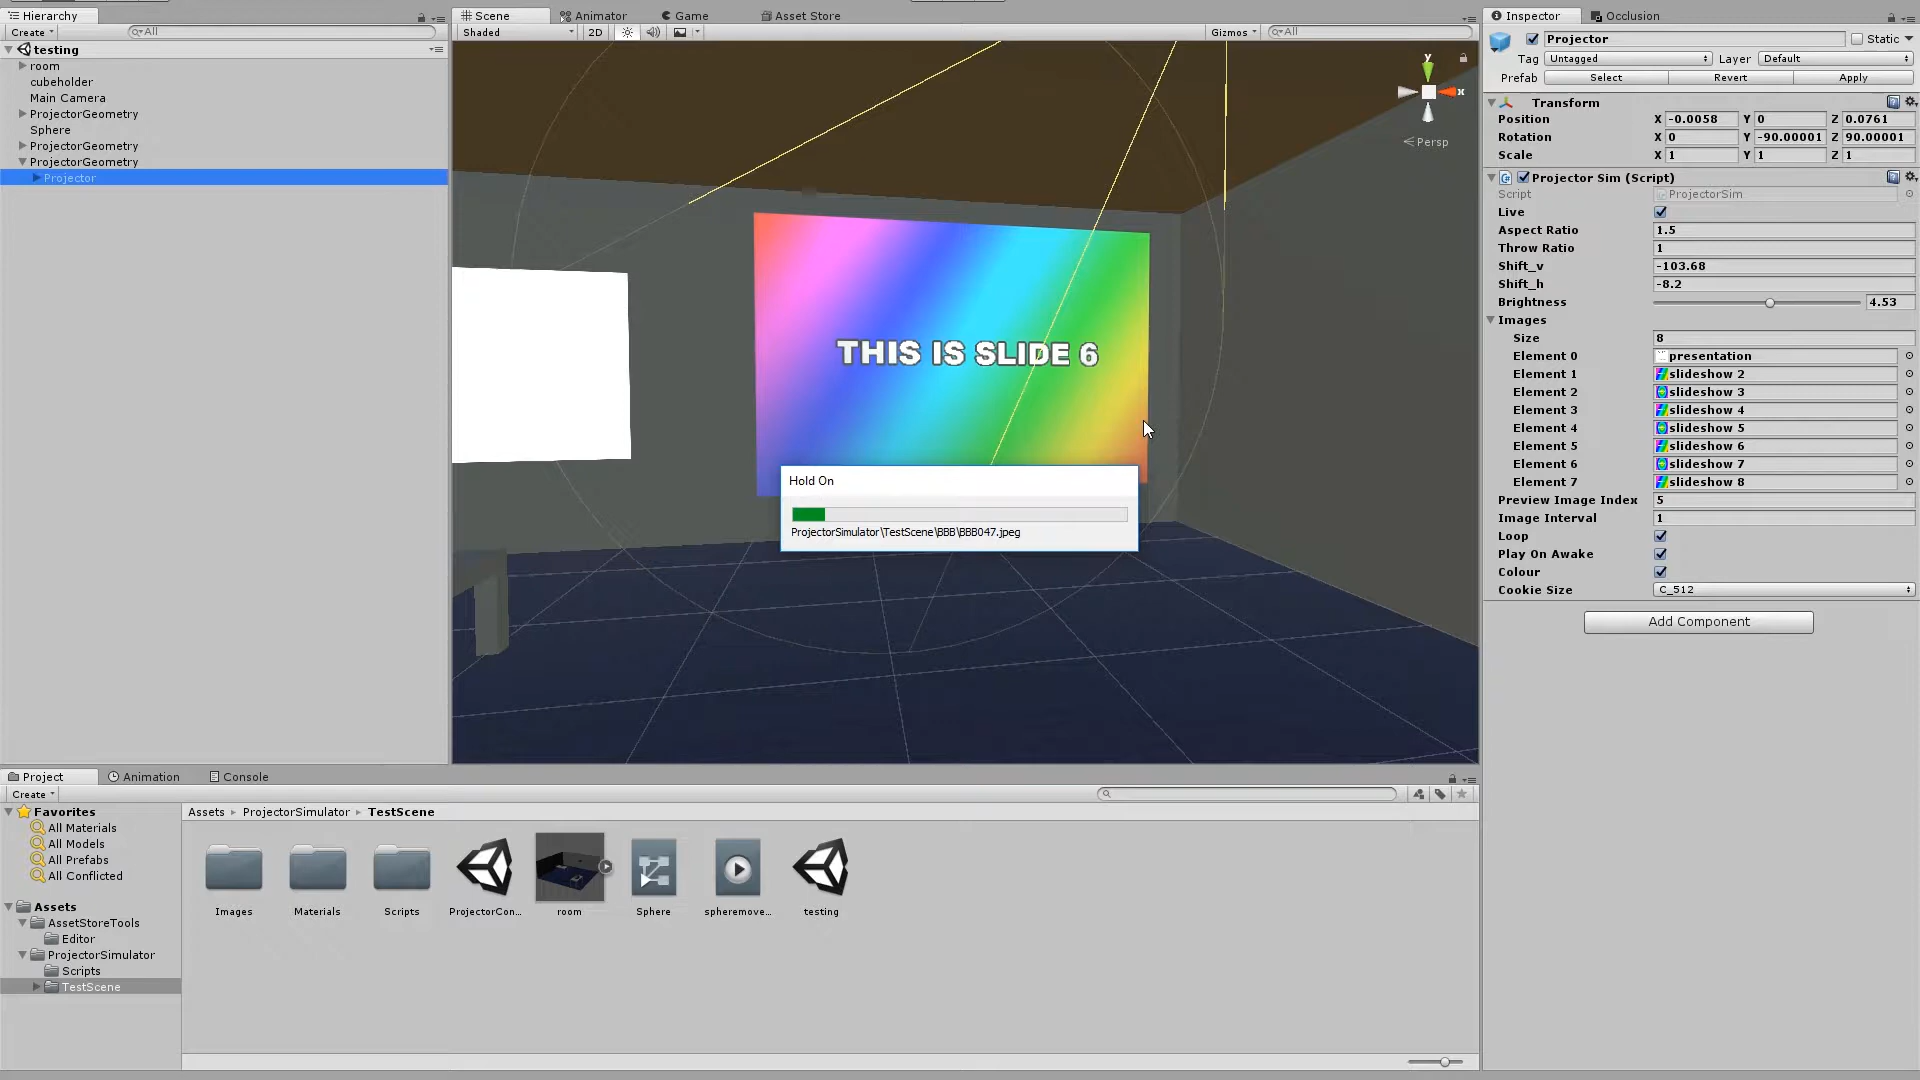 Hierarchy
Create
All
testing
room
cubeholder
Main Camera
ProjectorGeometry
Sphere
ProjectorGeometry
ProjectorGeometry
Projector
Scene
Animator
Game
Asset Store
Shaded
2D
Gizmos
All
y
x
Persp
THIS IS SLIDE 6
Hold On
ProjectorSimulator\TestScene\BBB\BBB047.jpeg
Inspector
Occlusion
Projector
Static
Tag
Untagged
Layer
Default
Prefab
Select
Revert
Apply
Transform
Position X -0.0058 Y 0 Z 0.0761
Rotation X 0 Y -90.00001 Z 90.00001
Scale X 1 Y 1 Z 1
Projector Sim (Script)
Script ProjectorSim
Live
Aspect Ratio 1.5
Throw Ratio 1
Shift_v -103.68
Shift_h -8.2
Brightness 4.53
Images
Size 8
Element 0 presentation
Element 1 slideshow 2
Element 2 slideshow 3
Element 3 slideshow 4
Element 4 slideshow 5
Element 5 slideshow 6
Element 6 slideshow 7
Element 7 slideshow 8
Preview Image Index 5
Image Interval 1
Loop
Play On Awake
Colour
Cookie Size C_512
Add Component
Project
Animation
Console
Create
Favorites
All Materials
All Models
All Prefabs
All Conflicted
Assets
AssetStoreTools
Editor
ProjectorSimulator
Scripts
TestScene
Assets ▸ ProjectorSimulator ▸ TestScene
Images
Materials
Scripts
ProjectorCon...
room
Sphere
spheremove...
testing